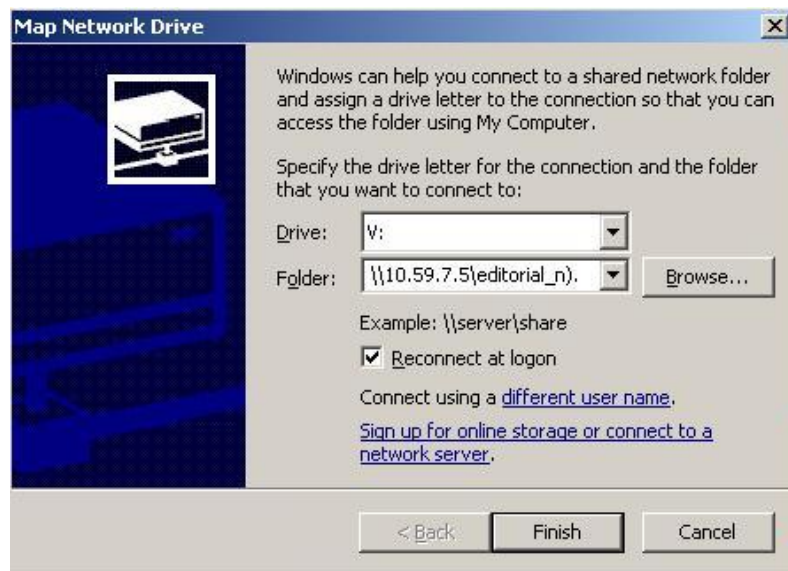 Map Network Drive
Windows can help you connect to a shared network folder
and assign a drive letter to the connection so that you can
access the folder using My Computer.
Specify the drive letter for the connection and the folder
that you want to connect to:
Drive: V:
Folder: \\10.59.7.5\editorial_n). Browse...
Example: \\server\share
Reconnect at logon
Connect using a different user name.
Sign up for online storage or connect to a
network server.
< Back Finish Cancel